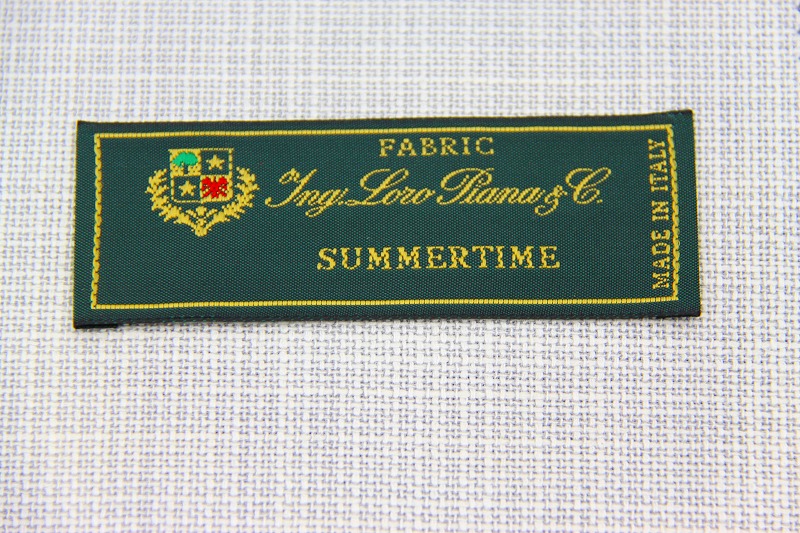 FABRIC
Ing. Loro Piana & C.
SUMMERTIME
MADE IN ITALY